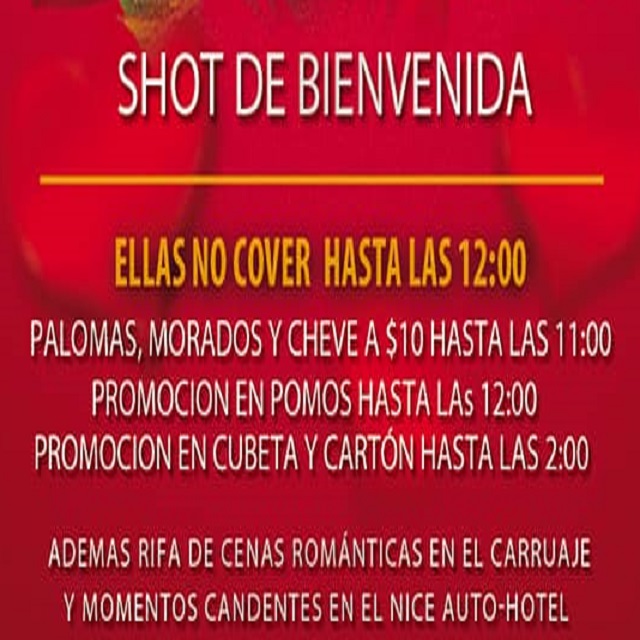 SHOT DE BIENVENIDA
ELLAS NO COVER HASTA LAS 12:00
PALOMAS, MORADOS Y CHEVE A $10 HASTA LAS 11:00
PROMOCION EN POMOS HASTA LAs 12:00
PROMOCION EN CUBETA Y CARTÓN HASTA LAS 2:00
ADEMAS RIFA DE CENAS ROMÁNTICAS EN EL CARRUAJE
Y MOMENTOS CANDENTES EN EL NICE AUTO-HOTEL